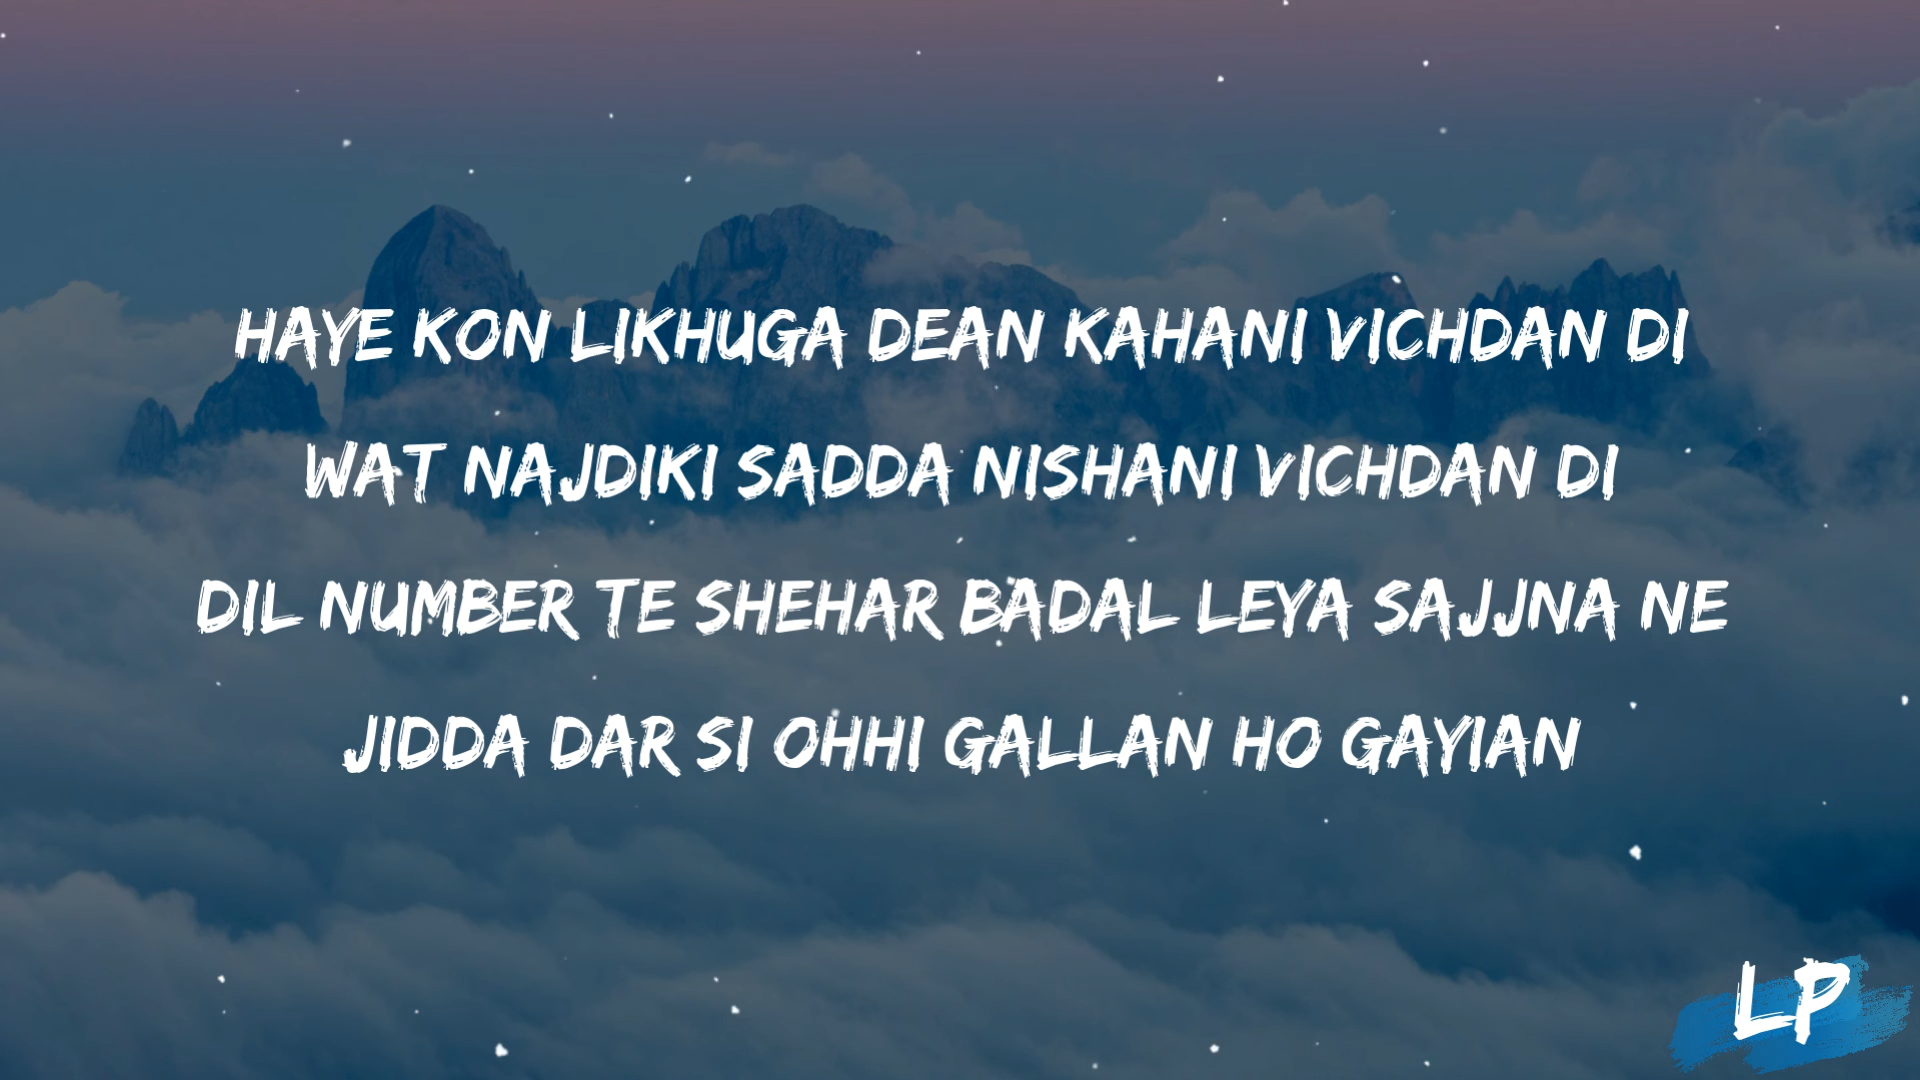 HAYE KON LIKHUGA DEAN KAHANI VICHDAN DI
WAT NAJDIKI SADDA NISHANI VICHDAN DI
DIL NUMBER TE SHEHAR BADAL LEYA SAJJNA NE
JIDDA DAR SI OHHI GALLAN HO GAYIAN
LP